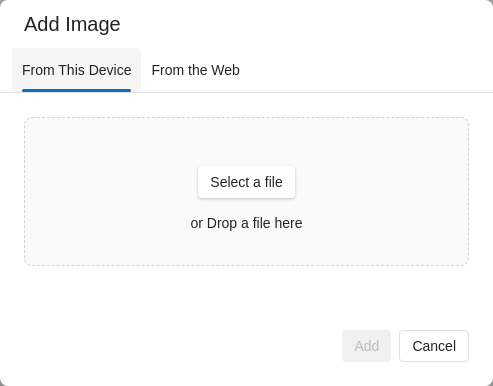 Add Image
From This Device From the Web
Select a file
or Drop a file here
Add Cancel